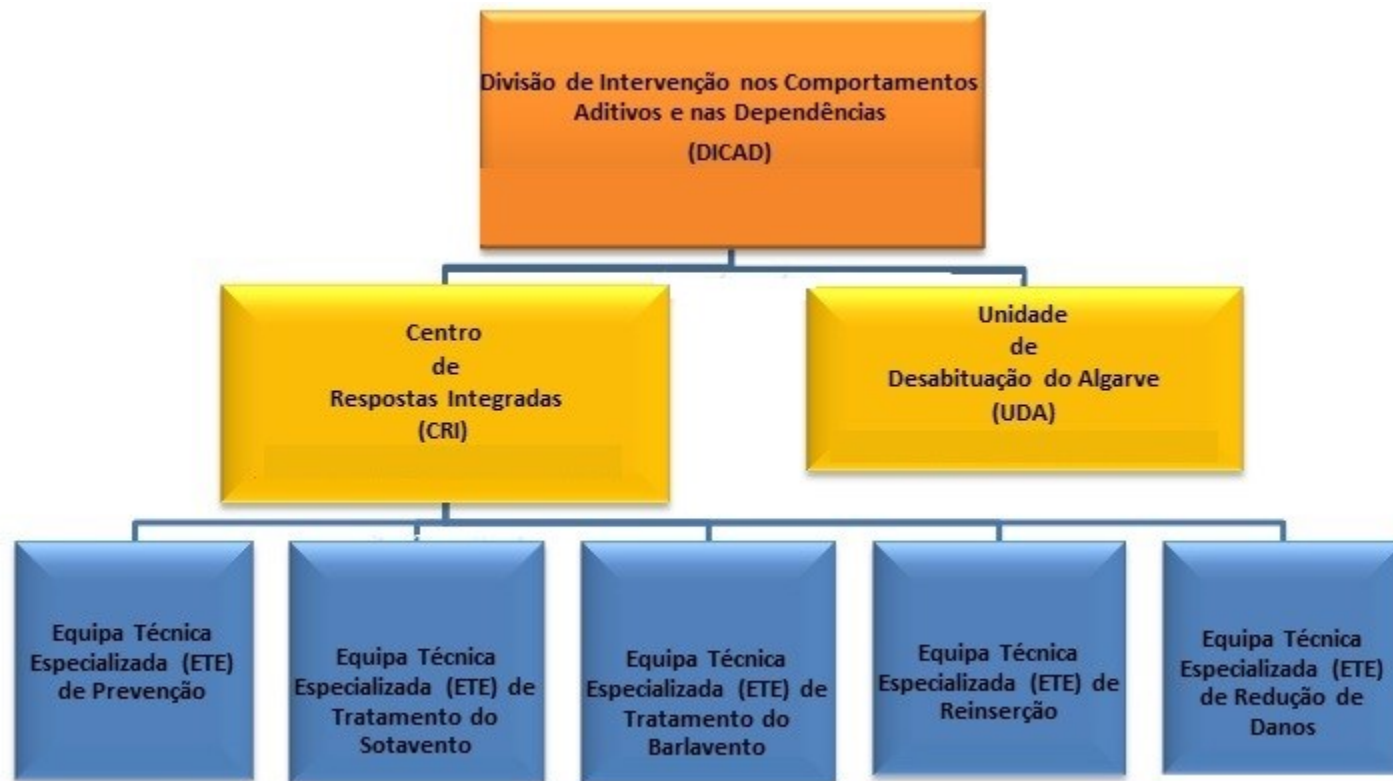 Divisão de Intervenção nos Comportamentos
Aditivos e nas Dependências
(DICAD)
Centro
de
Respostas Integradas
(CRI)
Unidade
de
Desabituação do Algarve
(UDA)
Equipa Técnica
Especializada (ETE)
de Prevenção
Equipa Técnica
Especializada (ETE) de
Tratamento do
Sotavento
Equipa Técnica
Especializada (ETE) de
Tratamento do
Barlavento
Equipa Técnica
Especializada (ETE) de
Reinserção
Equipa Técnica
Especializada (ETE)
de Redução de
Danos